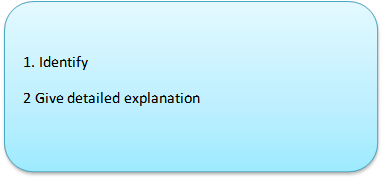 1. Identify
2 Give detailed explanation